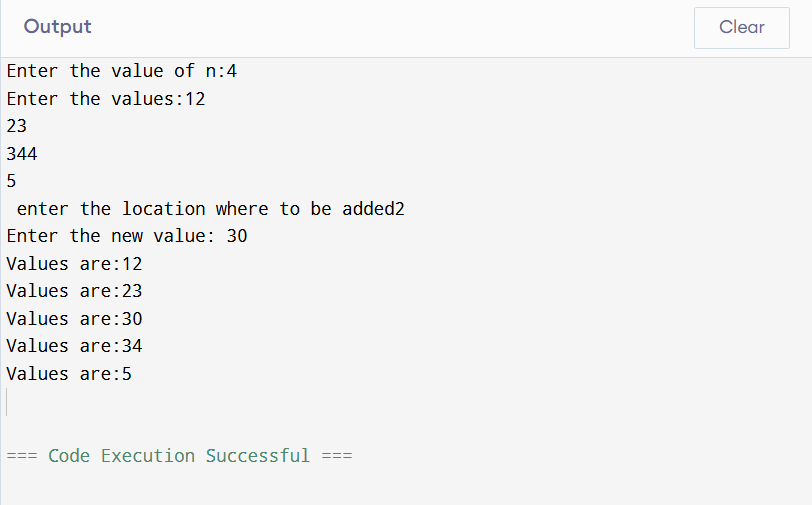 Output
Clear
Enter the value of n:4
Enter the values:12
23
344
5
 enter the location where to be added2
Enter the new value: 30
Values are:12
Values are:23
Values are:30
Values are:34
Values are:5
=== Code Execution Successful ===